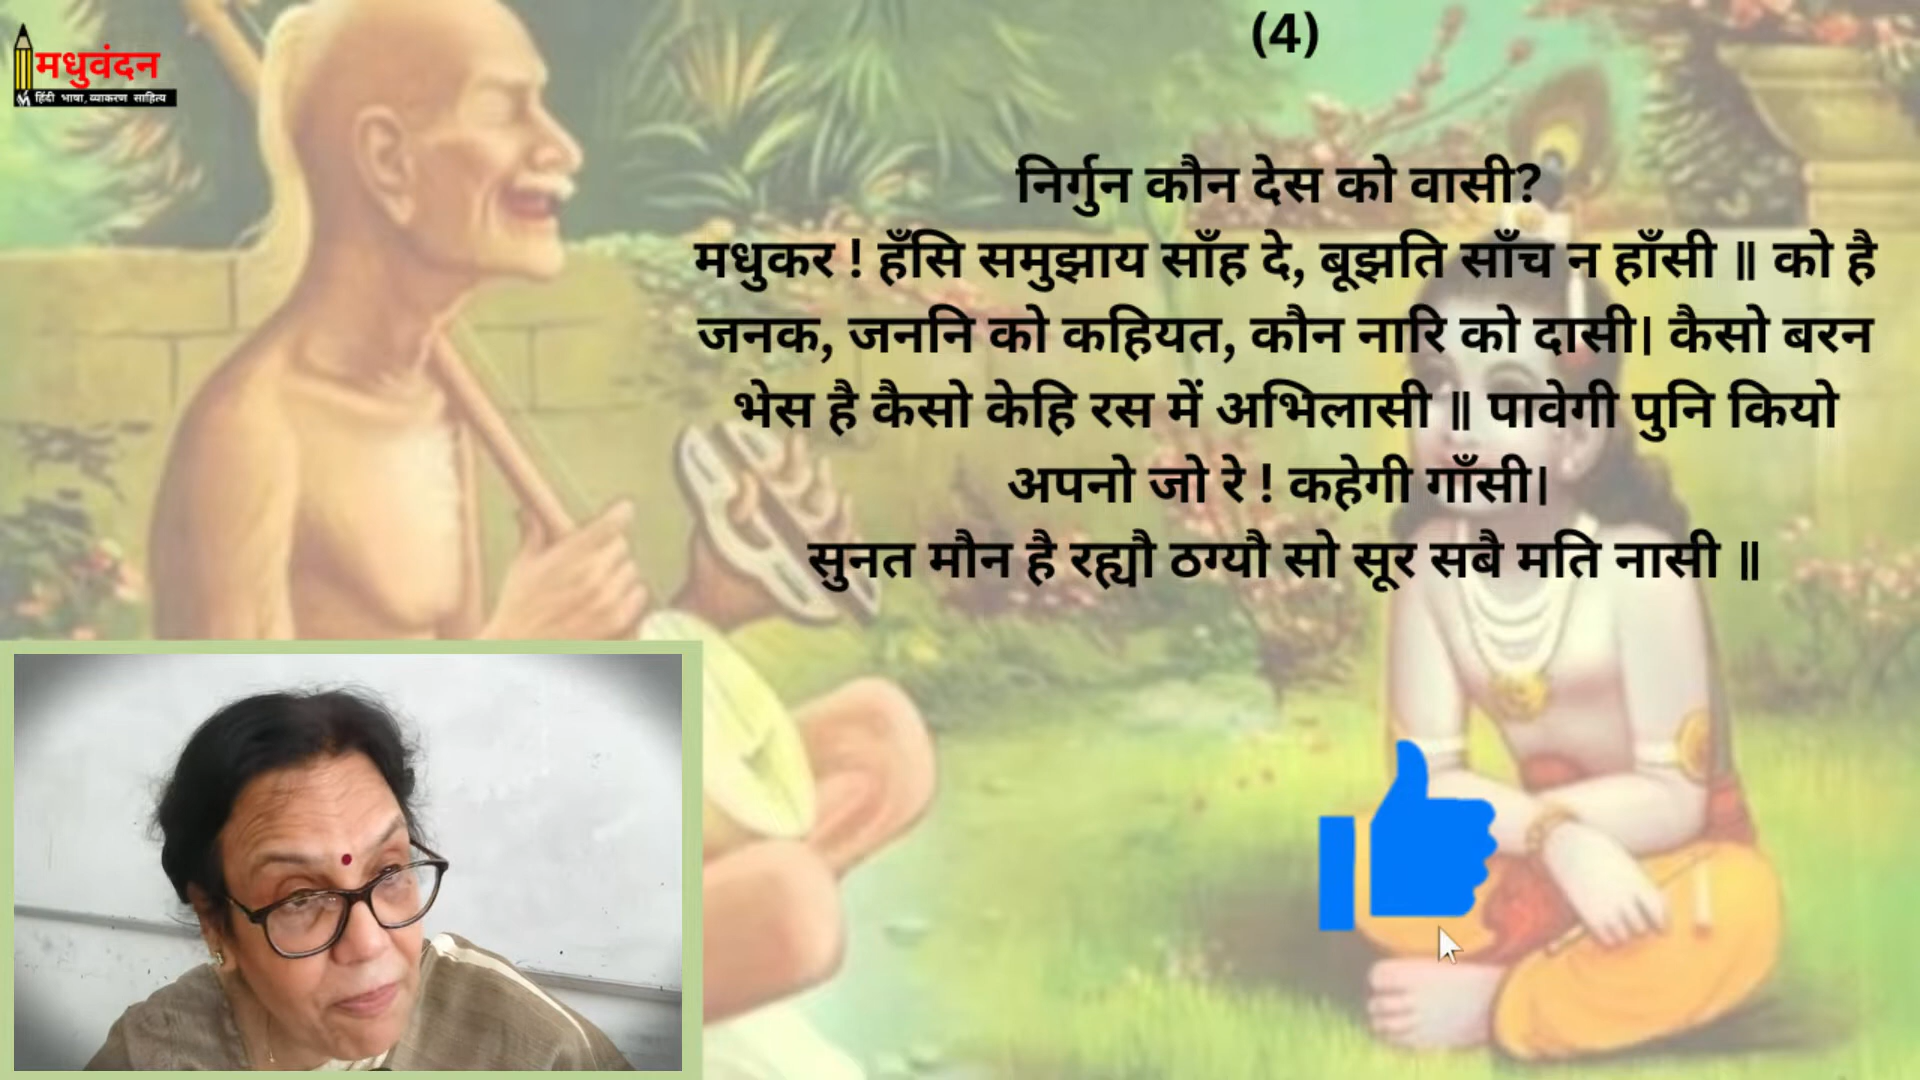 मधुवंदन
हिंदी भाषा, व्याकरण साहित्य
(4)
निर्गुन कौन देस को वासी?
मधुकर ! हँसि समुझाय साँह दे, बूझति साँच न हाँसी ॥ को है
जनक, जननि को कहियत, कौन नारि को दासी। कैसो बरन
भेस है कैसो केहि रस में अभिलासी ॥ पावेगी पुनि कियो
अपनो जो रे ! कहेगी गाँसी।
सुनत मौन है रह्यौ ठग्यौ सो सूर सबै मति नासी ॥